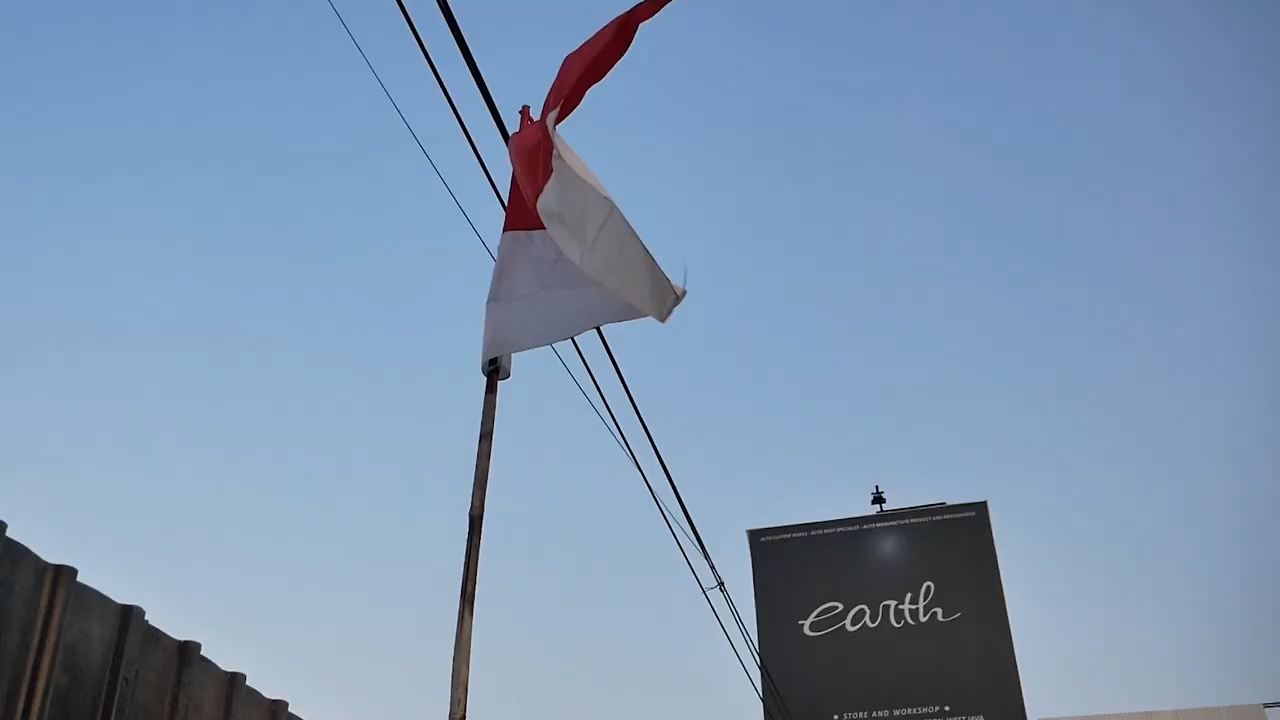 AUTO CUSTOM WORKS - AUTO BODY SPECIALIST - AUTO MANUFACTURE PRODUCT AND MERCHANDISE
earth
• STORE AND WORKSHOP •
WEST JAVA